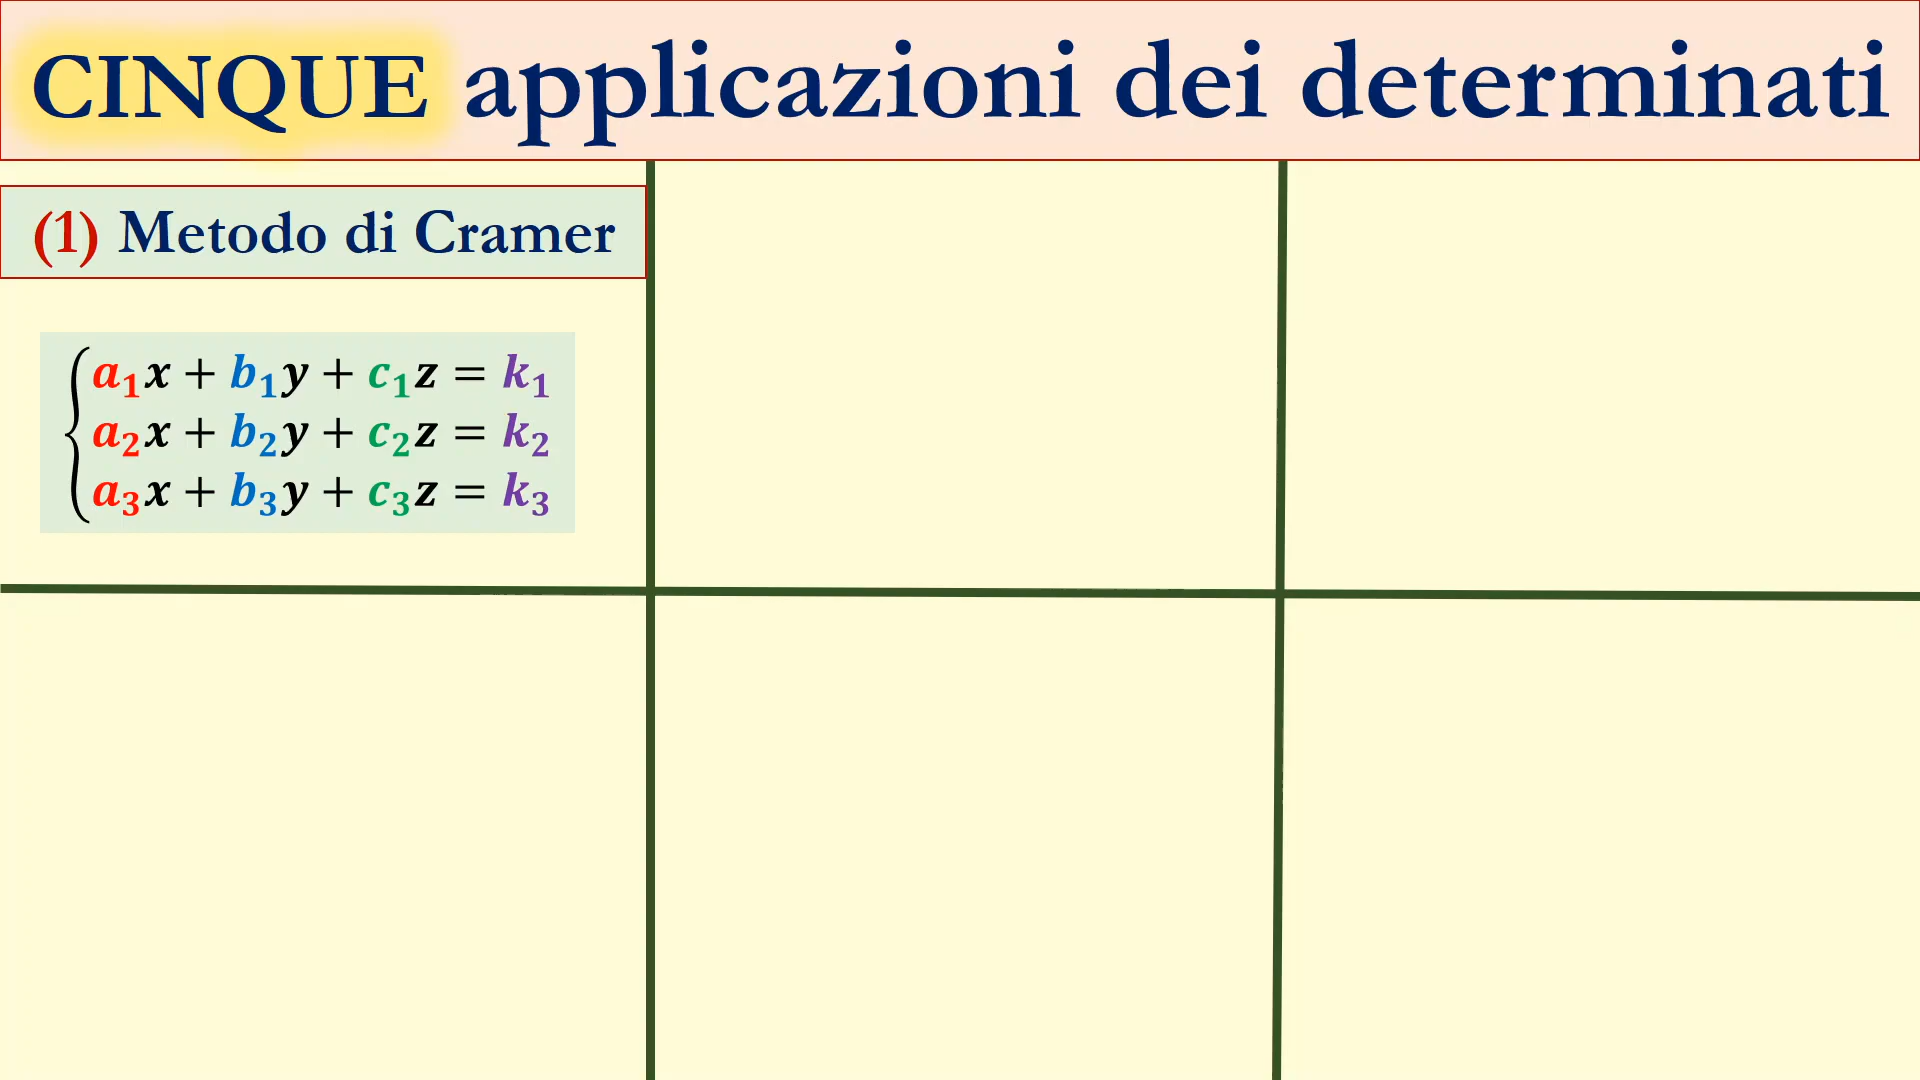 CINQUE applicazioni dei determinati
(1) Metodo di Cramer
a₁x + b₁y + c₁z = k₁
a₂x + b₂y + c₂z = k₂
a₃x + b₃y + c₃z = k₃